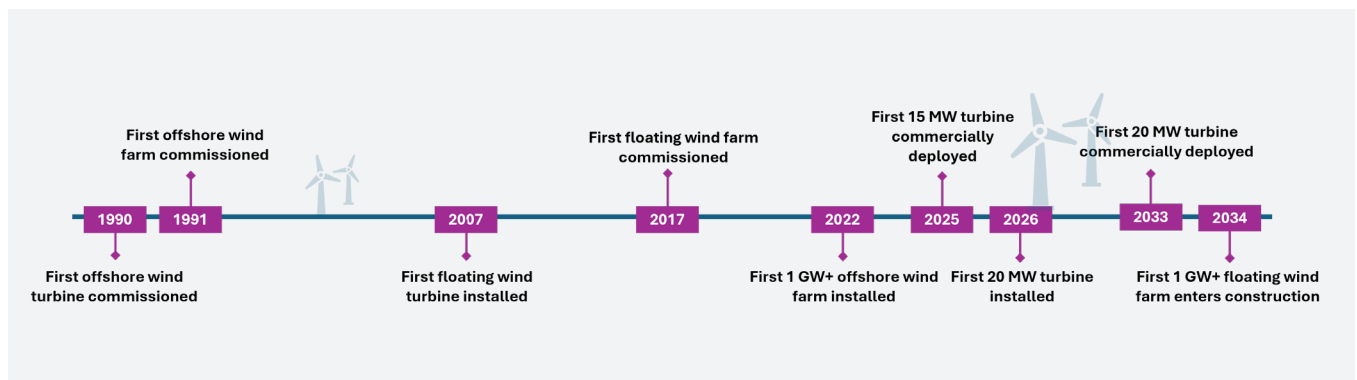 First offshore wind
farm commissioned
First floating wind farm
commissioned
First 15 MW turbine
commercially
deployed
First 20 MW turbine
commercially deployed
1990
1991
2007
2017
2022
2025
2026
2033
2034
First offshore wind
turbine commissioned
First floating wind
turbine installed
First 1 GW+ offshore wind
farm installed
First 20 MW turbine
installed
First 1 GW+ floating wind
farm enters construction